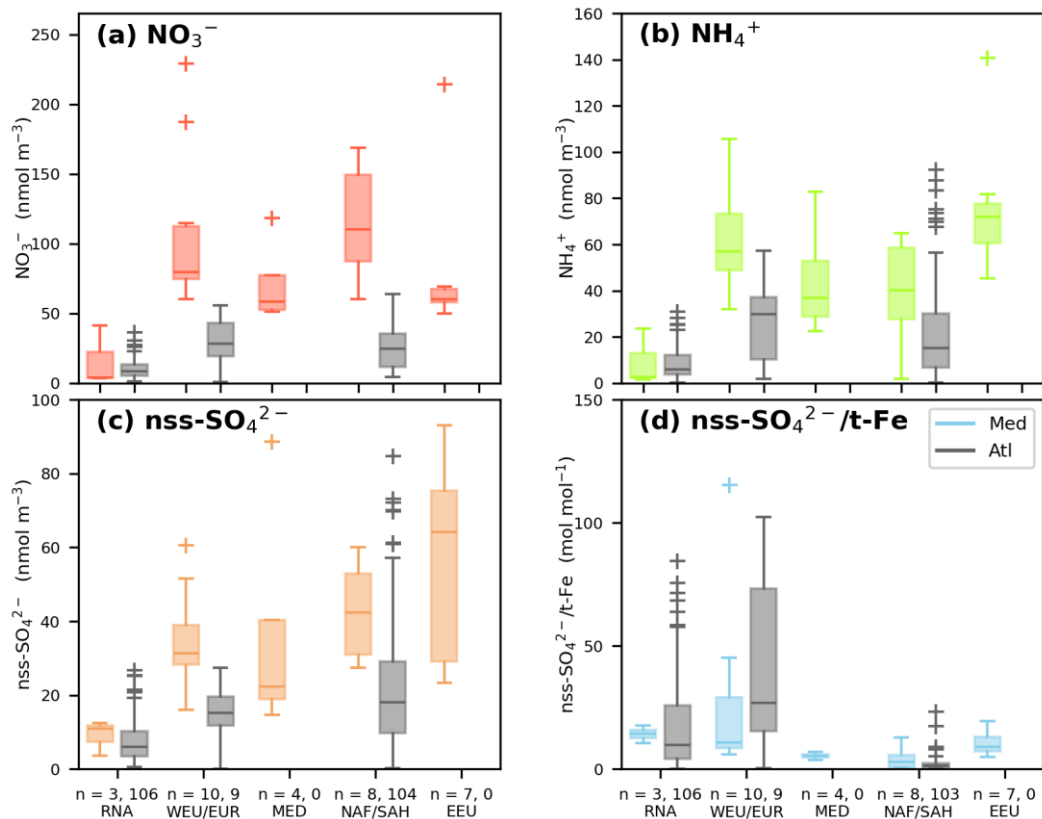 (a) NO₃⁻
NO₃⁻ (nmol m⁻³)
250
200
150
100
50
0
(b) NH₄⁺
NH₄⁺ (nmol m⁻³)
160
140
120
100
80
60
40
20
0
(c) nss-SO₄²⁻
nss-SO₄²⁻ (nmol m⁻³)
100
80
60
40
20
0
n = 3, 106 n = 10, 9 n = 4, 0 n = 8, 104 n = 7, 0
RNA WEU/EUR MED NAF/SAH EEU
(d) nss-SO₄²⁻/t-Fe
Med
Atl
nss-SO₄²⁻/t-Fe (mol mol⁻¹)
150
100
50
0
n = 3, 106 n = 10, 9 n = 4, 0 n = 8, 103 n = 7, 0
RNA WEU/EUR MED NAF/SAH EEU